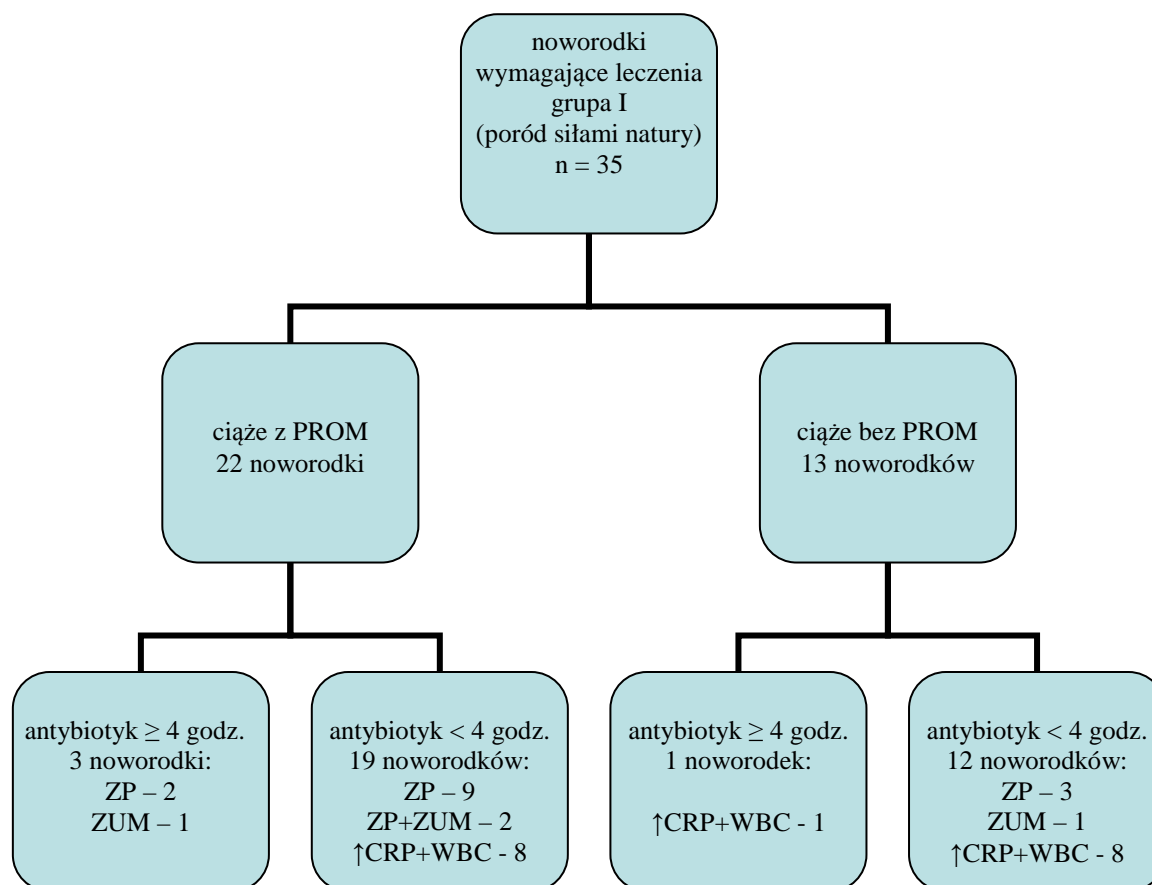 noworodki
wymagające leczenia
grupa I
(poród siłami natury)
n = 35
ciąże z PROM
22 noworodki
ciąże bez PROM
13 noworodków
antybiotyk ≥ 4 godz.
3 noworodki:
ZP – 2
ZUM – 1
antybiotyk < 4 godz.
19 noworodków:
ZP – 9
ZP+ZUM – 2
↑CRP+WBC - 8
antybiotyk ≥ 4 godz.
1 noworodek:
↑CRP+WBC - 1
antybiotyk < 4 godz.
12 noworodków:
ZP – 3
ZUM – 1
↑CRP+WBC - 8